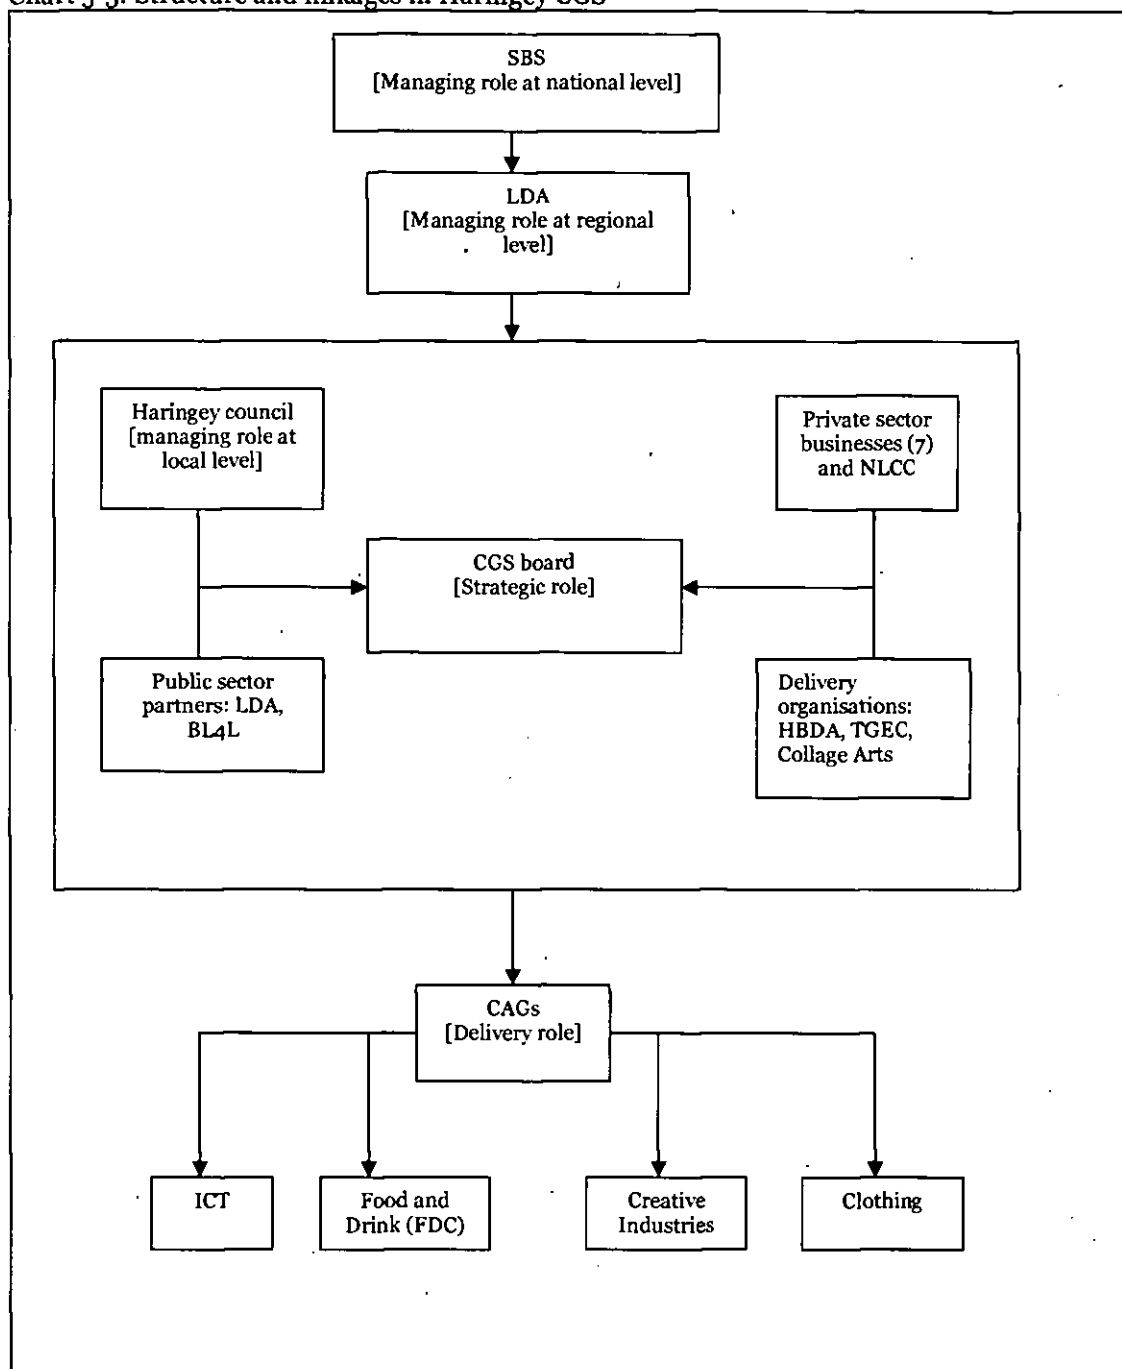 Structure and linkages in Haringey CGS
SBS
[Managing role at national level]
LDA
[Managing role at regional
level]
Haringey council
[managing role at
local level]
Private sector
businesses (7)
and NLCC
CGS board
[Strategic role]
Public sector
partners: LDA,
BL4L
Delivery
organisations:
HBDA, TGEC,
Collage Arts
CAGs
[Delivery role]
ICT
Food and
Drink (FDC)
Creative
Industries
Clothing